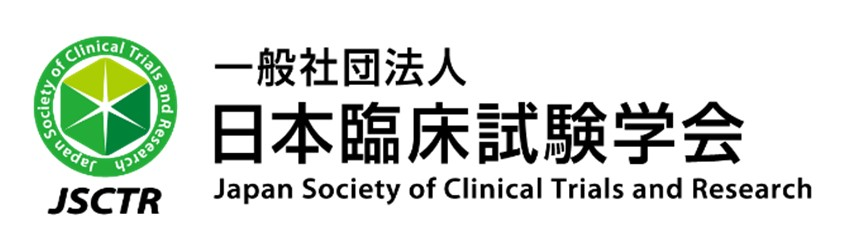 Japan Society of Clinical Trials and Research
JSCTR
一般社団法人
日本臨床試験学会
Japan Society of Clinical Trials and Research